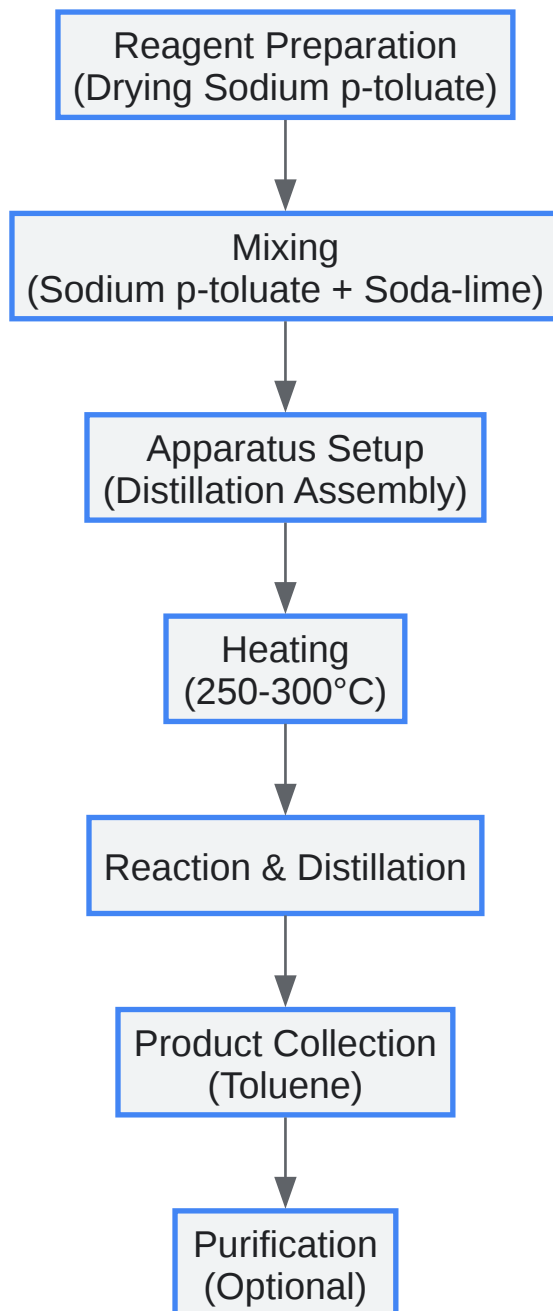 Reagent Preparation
(Drying Sodium p-toluate)
Mixing
(Sodium p-toluate + Soda-lime)
Apparatus Setup
(Distillation Assembly)
Heating
(250-300°C)
Reaction & Distillation
Product Collection
(Toluene)
Purification
(Optional)